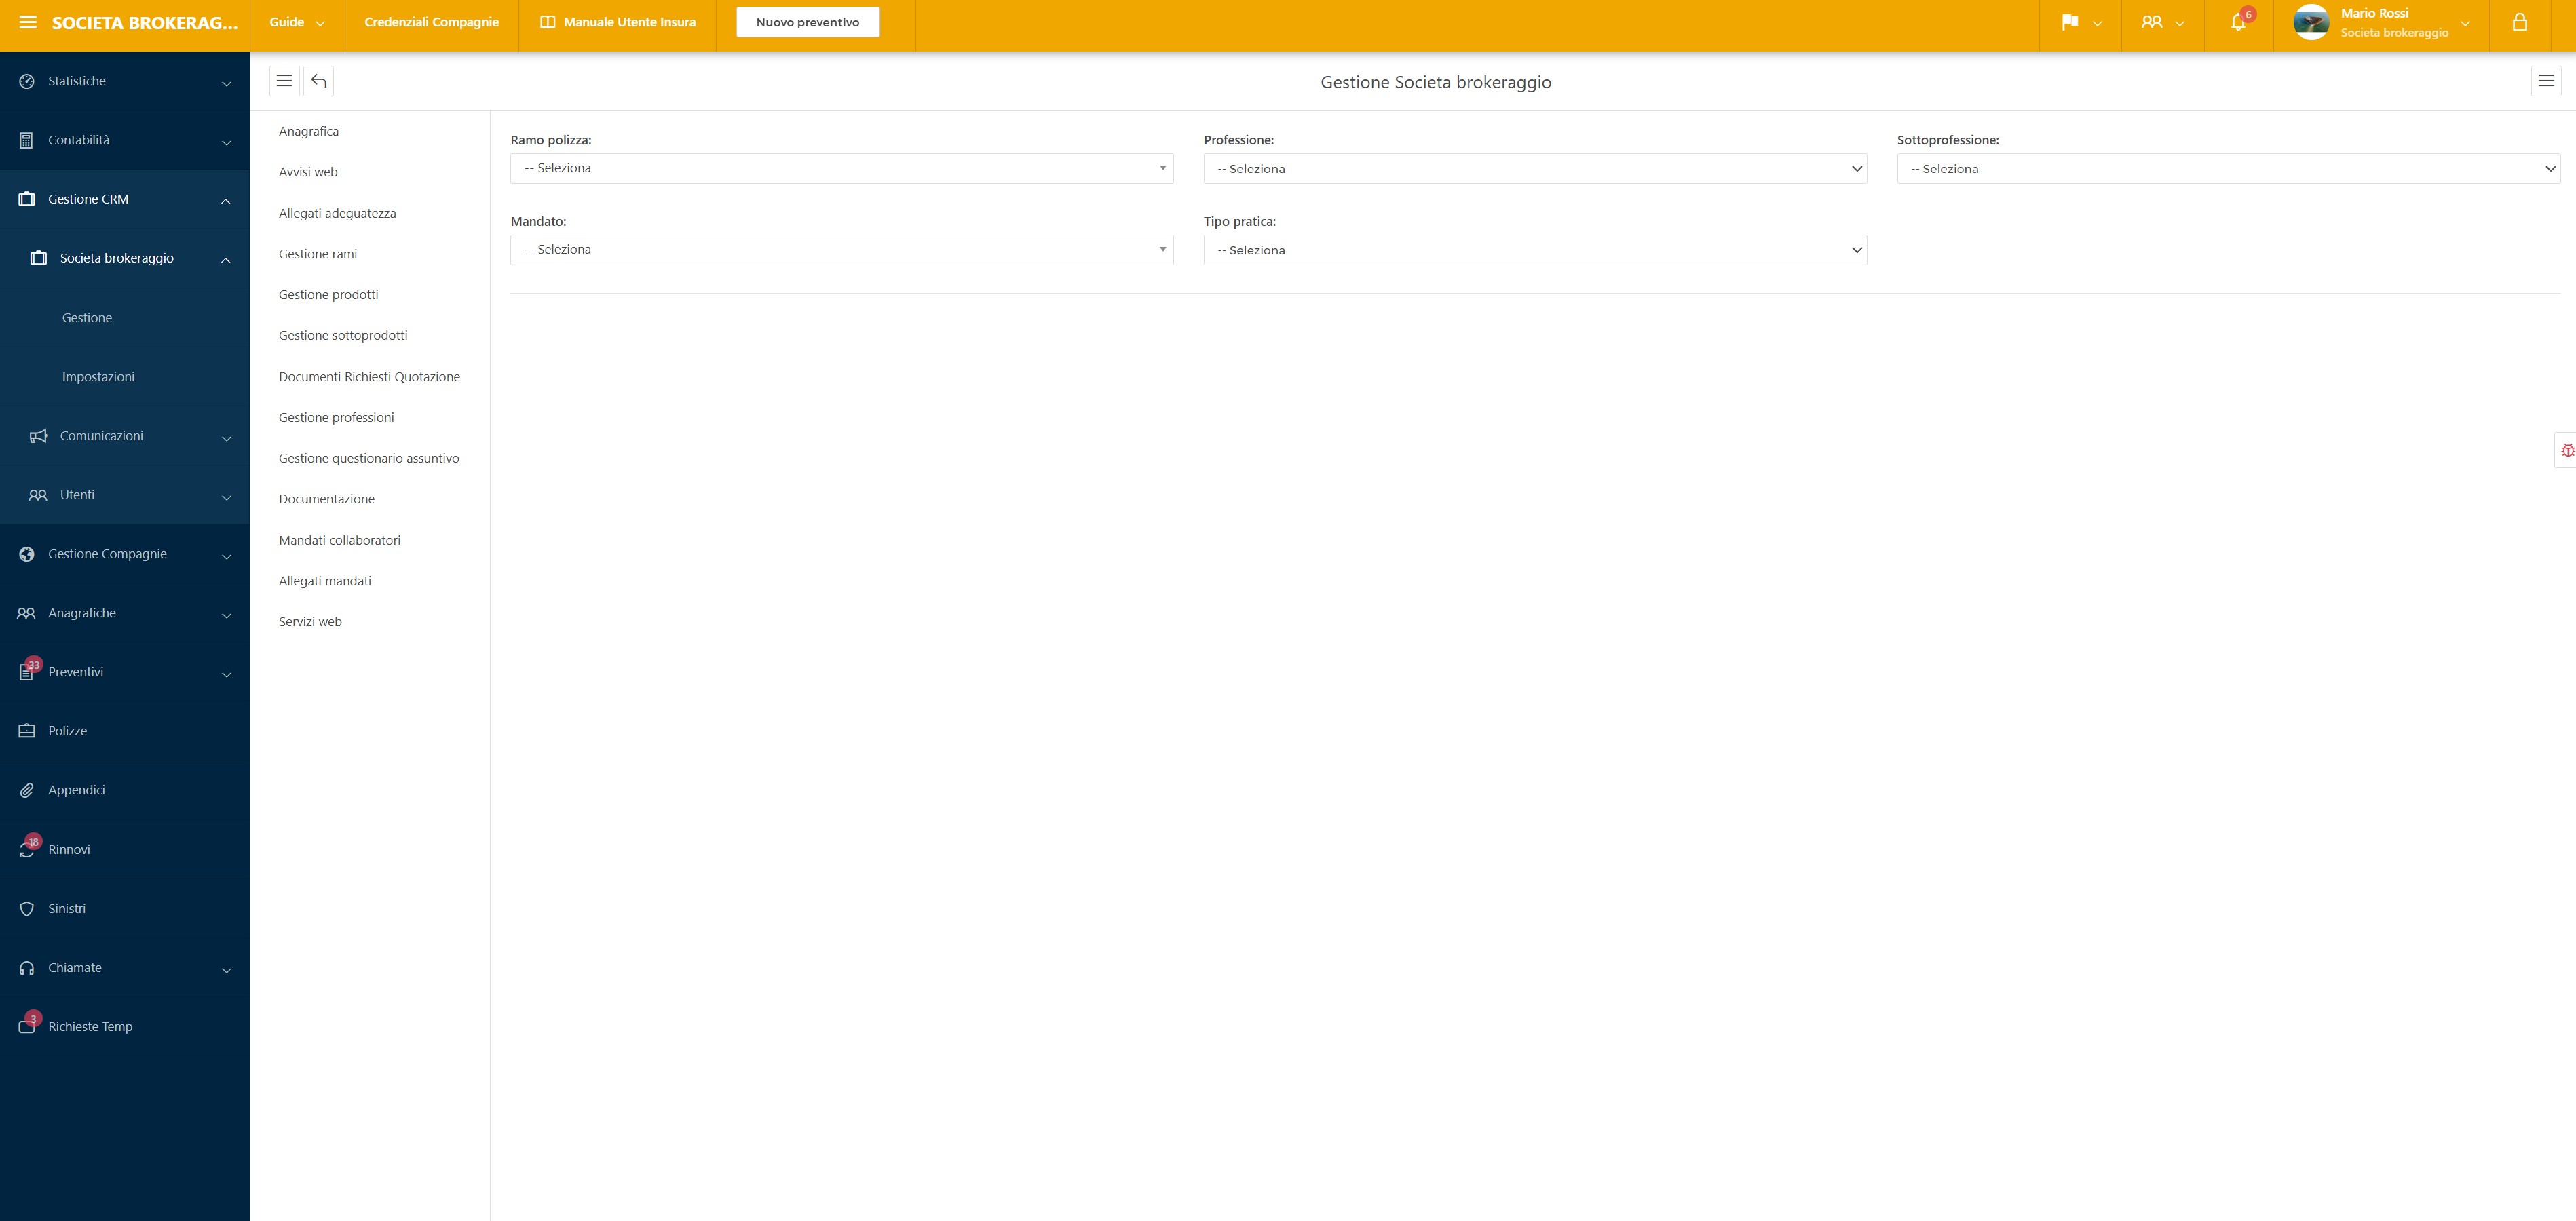 SOCIETA BROKERAG...
Guide
Credenziali Compagnie
Manuale Utente Insura
Nuovo preventivo
6
Mario Rossi
Societa brokeraggio
Statistiche
Contabilità
Gestione CRM
Societa brokeraggio
Gestione
Impostazioni
Comunicazioni
Utenti
Gestione Compagnie
Anagrafiche
33
Preventivi
Polizze
Appendici
18
Rinnovi
Sinistri
Chiamate
3
Richieste Temp
Gestione Societa brokeraggio
Anagrafica
Avvisi web
Allegati adeguatezza
Gestione rami
Gestione prodotti
Gestione sottoprodotti
Documenti Richiesti Quotazione
Gestione professioni
Gestione questionario assuntivo
Documentazione
Mandati collaboratori
Allegati mandati
Servizi web
Ramo polizza:
-- Seleziona
Professione:
-- Seleziona
Sottoprofessione:
-- Seleziona
Mandato:
-- Seleziona
Tipo pratica:
-- Seleziona